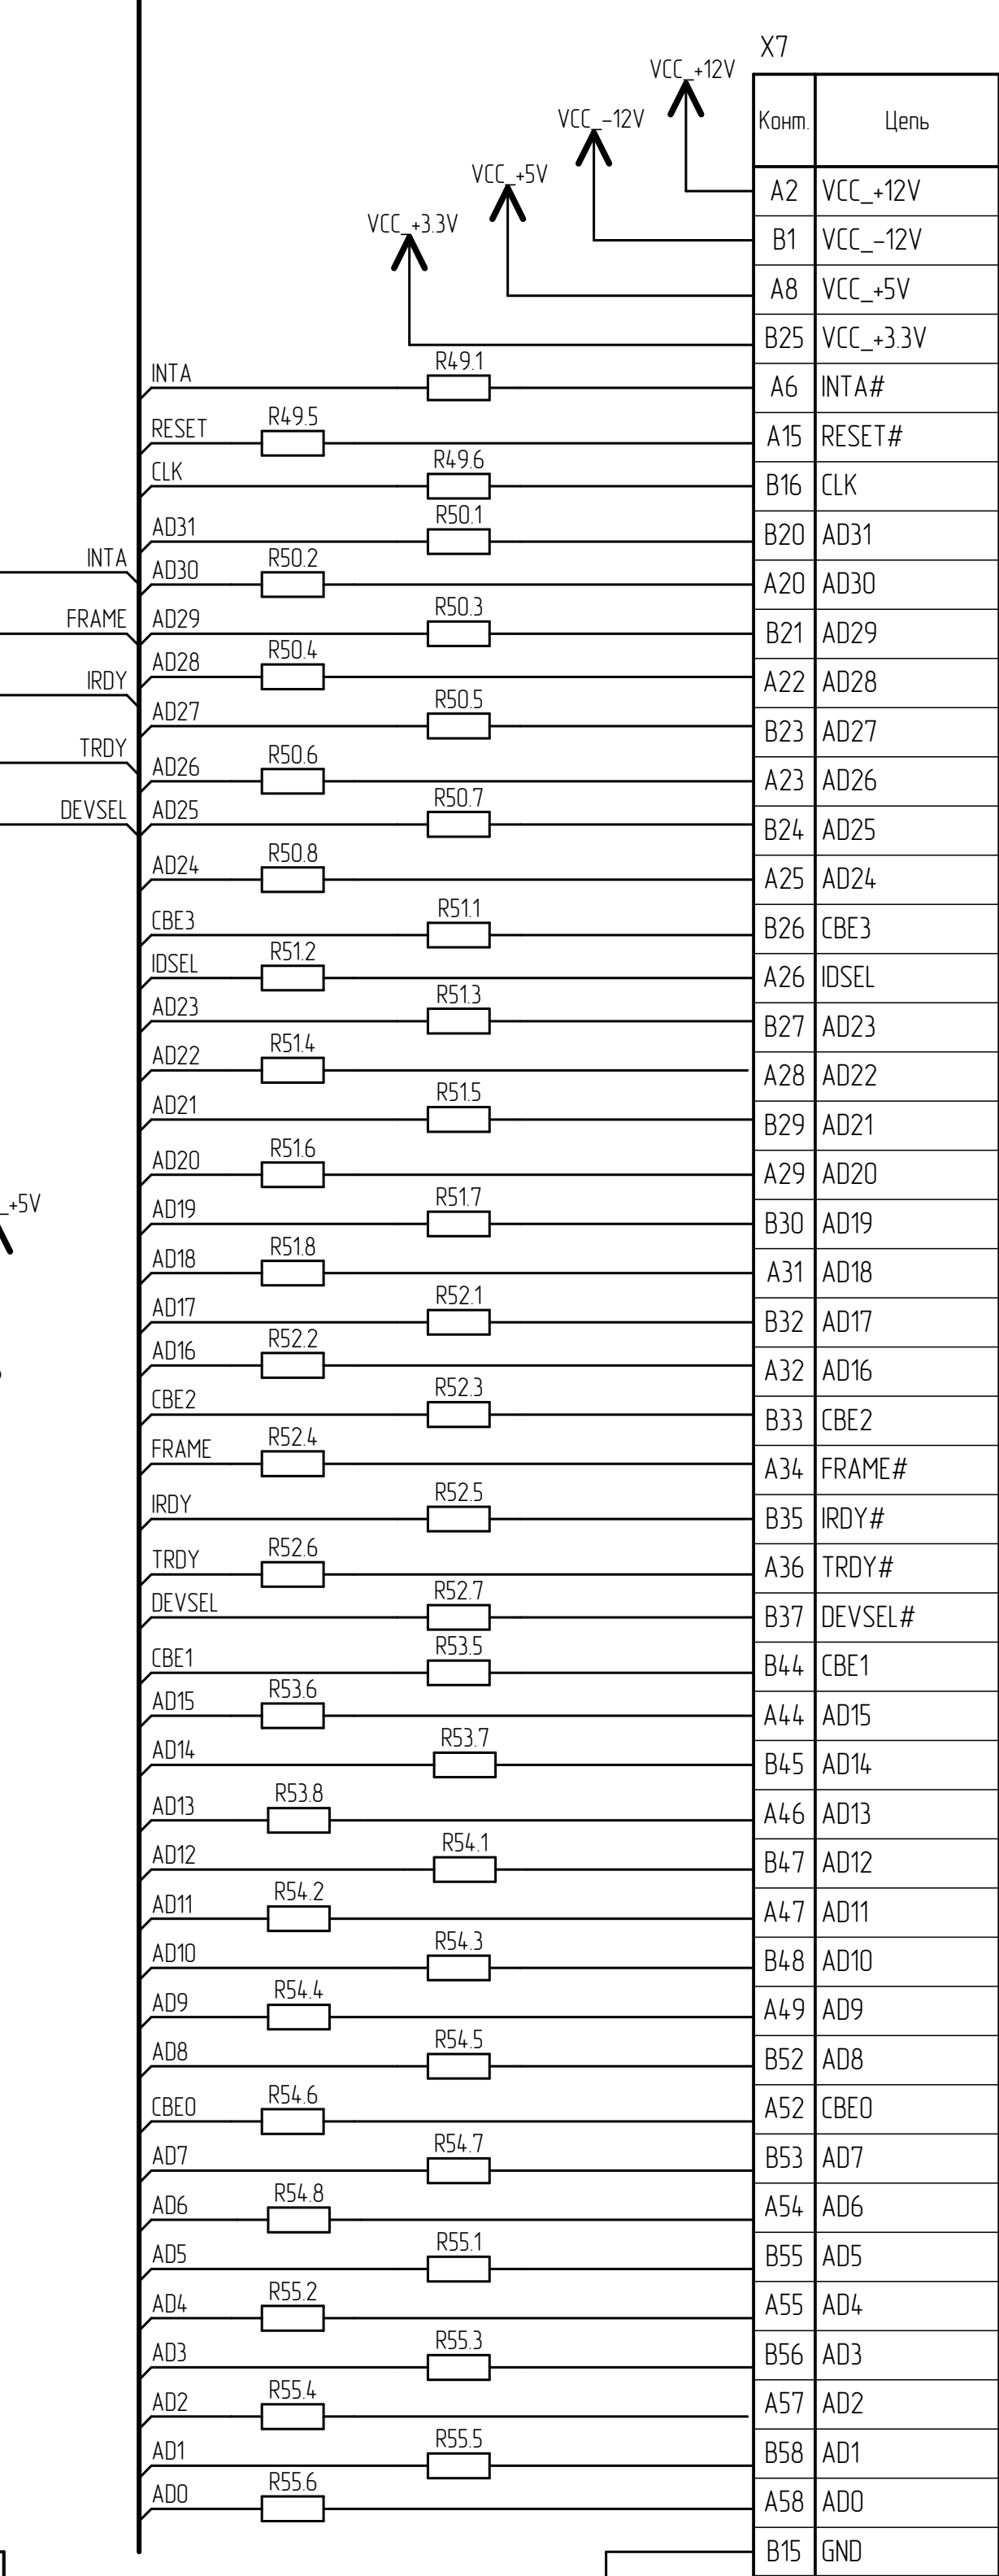 X7
Конт. Цепь
VCC_+12V
A2 VCC_+12V
VCC_-12V
B1 VCC_-12V
VCC_+5V
A8 VCC_+5V
VCC_+3.3V
B25 VCC_+3.3V
INTA R49.1 A6 INTA#
RESET R49.5 A15 RESET#
CLK R49.6 B16 CLK
AD31 R50.1 B20 AD31
INTA
AD30 R50.2 A20 AD30
FRAME
AD29 R50.3 B21 AD29
AD28 R50.4 A22 AD28
IRDY
AD27 R50.5 B23 AD27
TRDY
AD26 R50.6 A23 AD26
DEVSEL
AD25 R50.7 B24 AD25
AD24 R50.8 A25 AD24
CBE3 R51.1 B26 CBE3
IDSEL R51.2 A26 IDSEL
AD23 R51.3 B27 AD23
AD22 R51.4 A28 AD22
AD21 R51.5 B29 AD21
AD20 R51.6 A29 AD20
_+5V
AD19 R51.7 B30 AD19
AD18 R51.8 A31 AD18
AD17 R52.1 B32 AD17
AD16 R52.2 A32 AD16
CBE2 R52.3 B33 CBE2
FRAME R52.4 A34 FRAME#
IRDY R52.5 B35 IRDY#
TRDY R52.6 A36 TRDY#
DEVSEL R52.7 B37 DEVSEL#
CBE1 R53.5 B44 CBE1
AD15 R53.6 A44 AD15
AD14 R53.7 B45 AD14
AD13 R53.8 A46 AD13
AD12 R54.1 B47 AD12
AD11 R54.2 A47 AD11
AD10 R54.3 B48 AD10
AD9 R54.4 A49 AD9
AD8 R54.5 B52 AD8
CBE0 R54.6 A52 CBE0
AD7 R54.7 B53 AD7
AD6 R54.8 A54 AD6
AD5 R55.1 B55 AD5
AD4 R55.2 A55 AD4
AD3 R55.3 B56 AD3
AD2 R55.4 A57 AD2
AD1 R55.5 B58 AD1
AD0 R55.6 A58 AD0
B15 GND